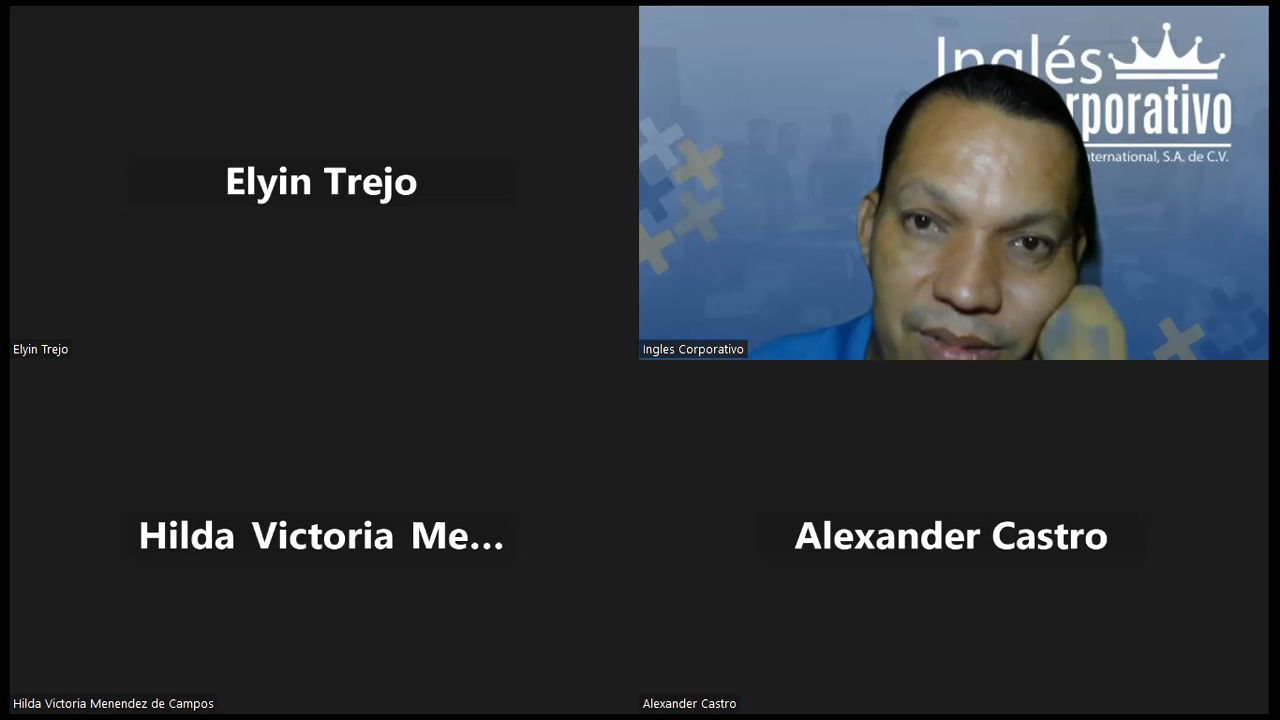 Elyin Trejo
Elyin Trejo
Inglés
rporativo
nternational, S.A. de C.V.
Ingles Corporativo
Hilda Victoria Me...
Hilda Victoria Menendez de Campos
Alexander Castro
Alexander Castro